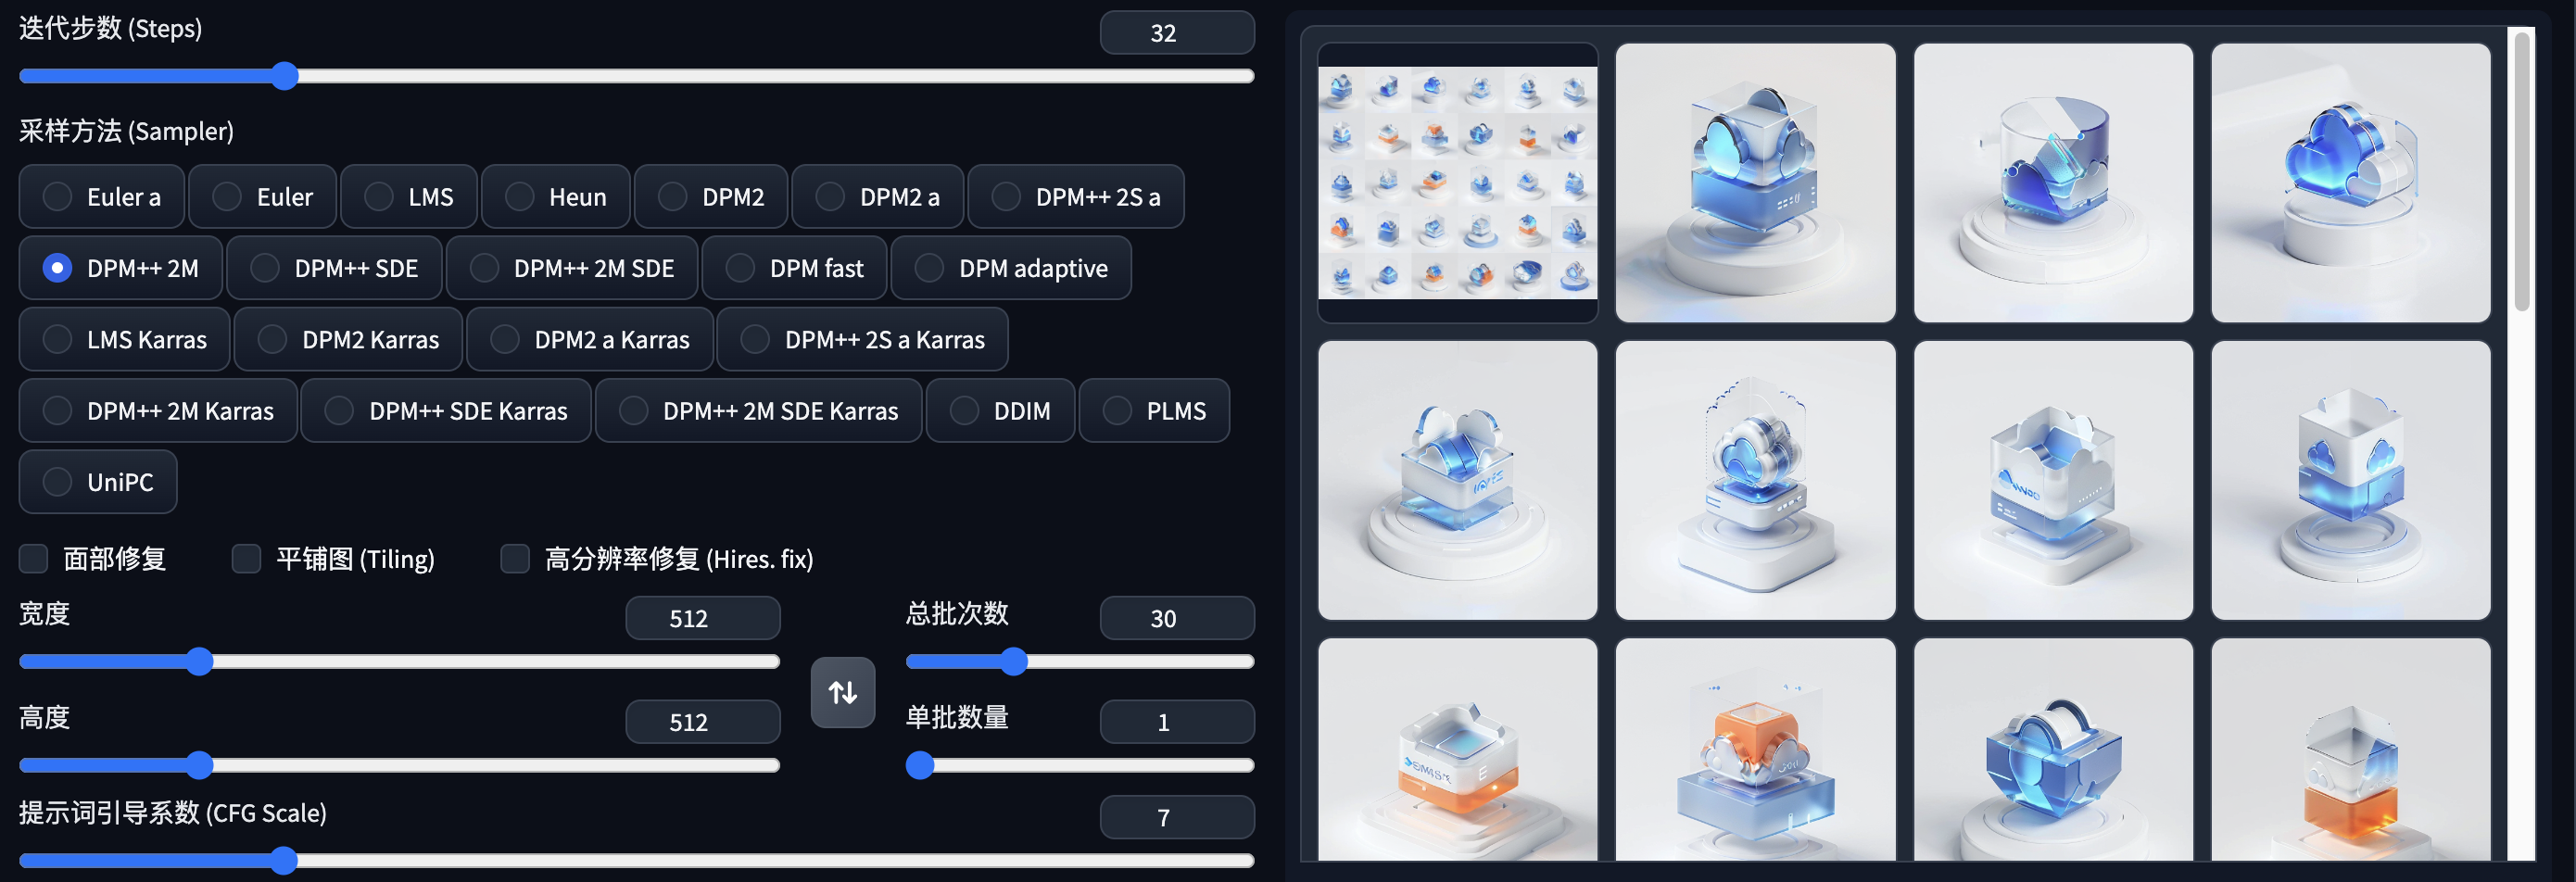 迭代步数 (Steps)
32
采样方法 (Sampler)
Euler a
Euler
LMS
Heun
DPM2
DPM2 a
DPM++ 2S a
DPM++ 2M
DPM++ SDE
DPM++ 2M SDE
DPM fast
DPM adaptive
LMS Karras
DPM2 Karras
DPM2 a Karras
DPM++ 2S a Karras
DPM++ 2M Karras
DPM++ SDE Karras
DPM++ 2M SDE Karras
DDIM
PLMS
UniPC
面部修复
平铺图 (Tiling)
高分辨率修复 (Hires. fix)
宽度
512
总批次数
30
高度
512
单批数量
1
提示词引导系数 (CFG Scale)
7